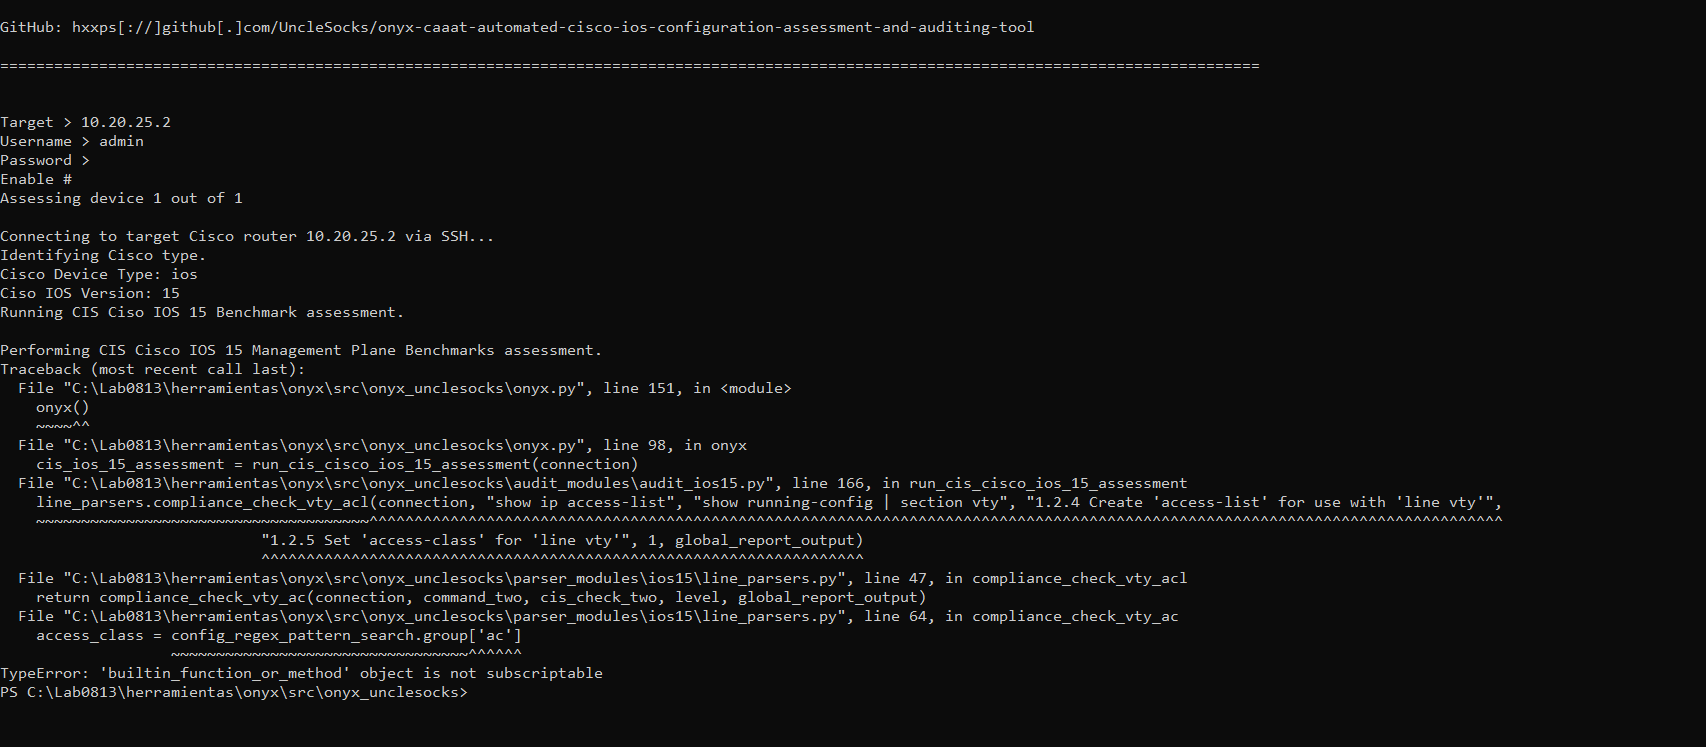 GitHub: hxxps[://]github[.]com/UncleSocks/onyx-caaat-automated-cisco-ios-configuration-assessment-and-auditing-tool
============================================================================================================================================
Target > 10.20.25.2
Username > admin
Password >
Enable #
Assessing device 1 out of 1
Connecting to target Cisco router 10.20.25.2 via SSH...
Identifying Cisco type.
Cisco Device Type: ios
Ciso IOS Version: 15
Running CIS Ciso IOS 15 Benchmark assessment.
Performing CIS Cisco IOS 15 Management Plane Benchmarks assessment.
Traceback (most recent call last):
  File "C:\Lab0813\herramientas\onyx\src\onyx_unclesocks\onyx.py", line 151, in <module>
    onyx()
    ~~~~^^
  File "C:\Lab0813\herramientas\onyx\src\onyx_unclesocks\onyx.py", line 98, in onyx
    cis_ios_15_assessment = run_cis_cisco_ios_15_assessment(connection)
  File "C:\Lab0813\herramientas\onyx\src\onyx_unclesocks\audit_modules\audit_ios15.py", line 166, in run_cis_cisco_ios_15_assessment
    line_parsers.compliance_check_vty_acl(connection, "show ip access-list", "show running-config | section vty", "1.2.4 Create 'access-list' for use with 'line vty'",
    ~~~~~~~~~~~~~~~~~~~~~~~~~~~~~~~~~~~~~^^^^^^^^^^^^^^^^^^^^^^^^^^^^^^^^^^^^^^^^^^^^^^^^^^^^^^^^^^^^^^^^^^^^^^^^^^^^^^^^^^^^^^^^^^^^^^^^^^^^^^^^^^^^^^^^^^^^^^^^^^^^^^^^^^
                             "1.2.5 Set 'access-class' for 'line vty'", 1, global_report_output)
                             ^^^^^^^^^^^^^^^^^^^^^^^^^^^^^^^^^^^^^^^^^^^^^^^^^^^^^^^^^^^^^^^^^^^
  File "C:\Lab0813\herramientas\onyx\src\onyx_unclesocks\parser_modules\ios15\line_parsers.py", line 47, in compliance_check_vty_acl
    return compliance_check_vty_ac(connection, command_two, cis_check_two, level, global_report_output)
  File "C:\Lab0813\herramientas\onyx\src\onyx_unclesocks\parser_modules\ios15\line_parsers.py", line 64, in compliance_check_vty_ac
    access_class = config_regex_pattern_search.group['ac']
                   ~~~~~~~~~~~~~~~~~~~~~~~~~~~~~~~~~^^^^^^
TypeError: 'builtin_function_or_method' object is not subscriptable
PS C:\Lab0813\herramientas\onyx\src\onyx_unclesocks>